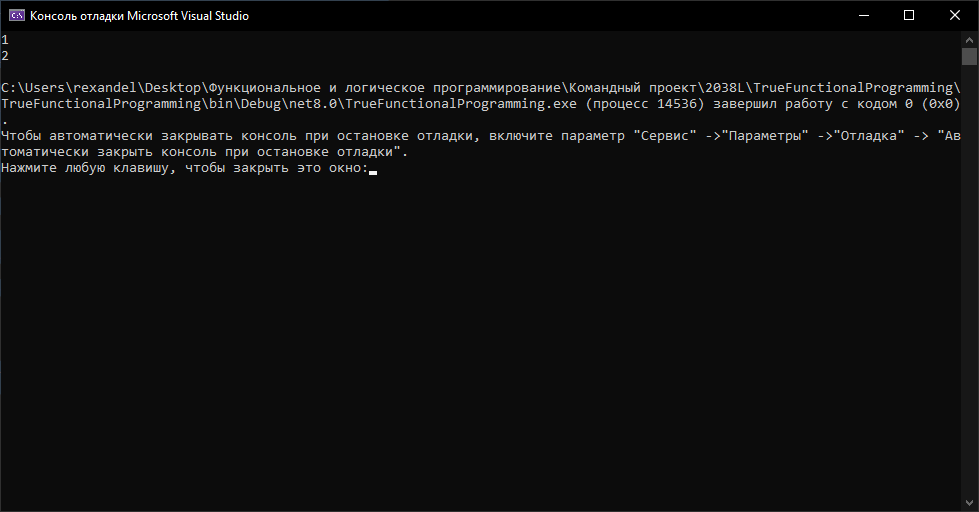 Консоль отладки Microsoft Visual Studio
1
2
C:\Users\rexandel\Desktop\Функциональное и логическое программирование\Командный проект\2038L\TrueFunctionalProgramming\
TrueFunctionalProgramming\bin\Debug\net8.0\TrueFunctionalProgramming.exe (процесс 14536) завершил работу с кодом 0 (0x0)
.
Чтобы автоматически закрывать консоль при остановке отладки, включите параметр "Сервис" ->"Параметры" ->"Отладка" -> "Ав
томатически закрыть консоль при остановке отладки".
Нажмите любую клавишу, чтобы закрыть это окно: